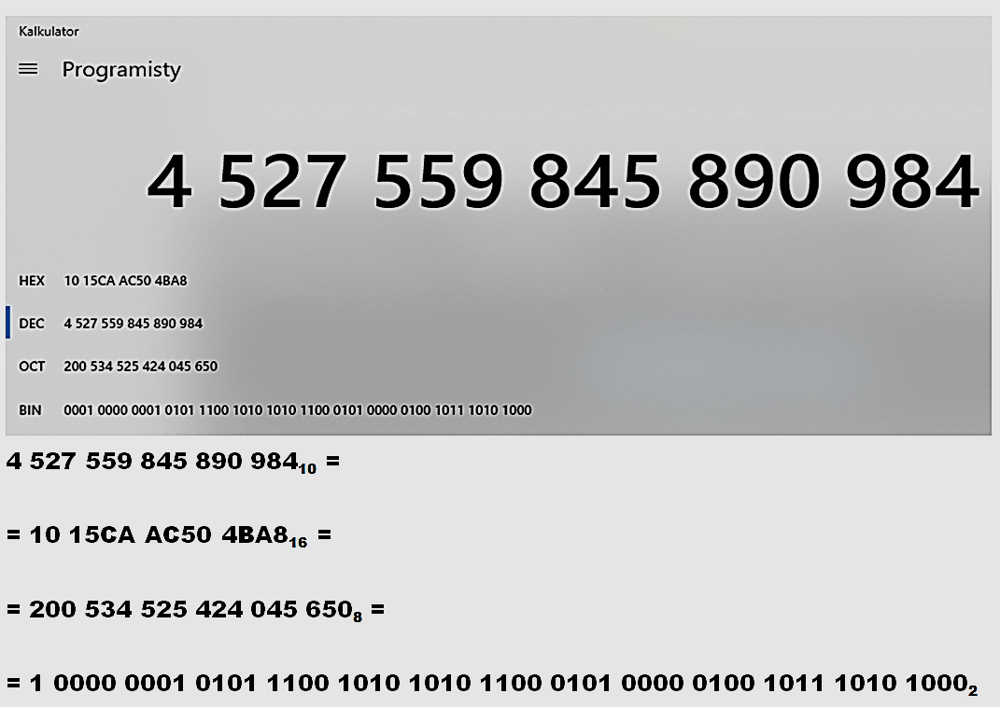 Kalkulator
Programisty
4 527 559 845 890 984
HEX 10 15CA AC50 4BA8
DEC 4 527 559 845 890 984
OCT 200 534 525 424 045 650
BIN 0001 0000 0001 0101 1100 1010 1010 1100 0101 0000 0100 1011 1010 1000
4 527 559 845 890 984₁₀ =
= 10 15CA AC50 4BA8₁₆ =
= 200 534 525 424 045 650₈ =
= 1 0000 0001 0101 1100 1010 1010 1100 0101 0000 0100 1011 1010 1000₂